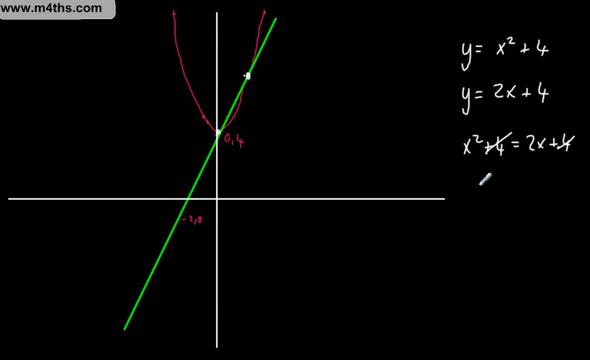 www.m4ths.com
y = x² + 4
y = 2x + 4
x² + 4 = 2x + 4
0,4
-2,0